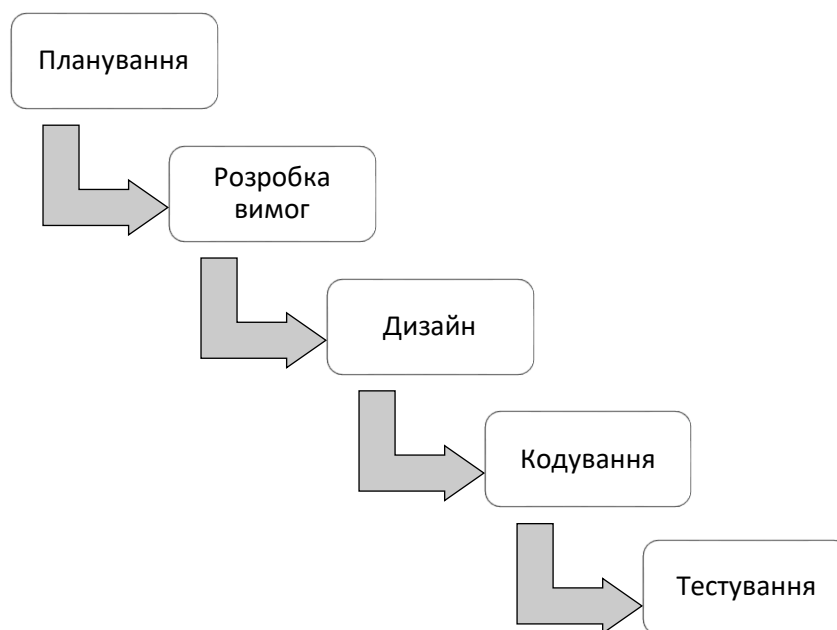 Планування
Розробка
вимог
Дизайн
Кодування
Тестування